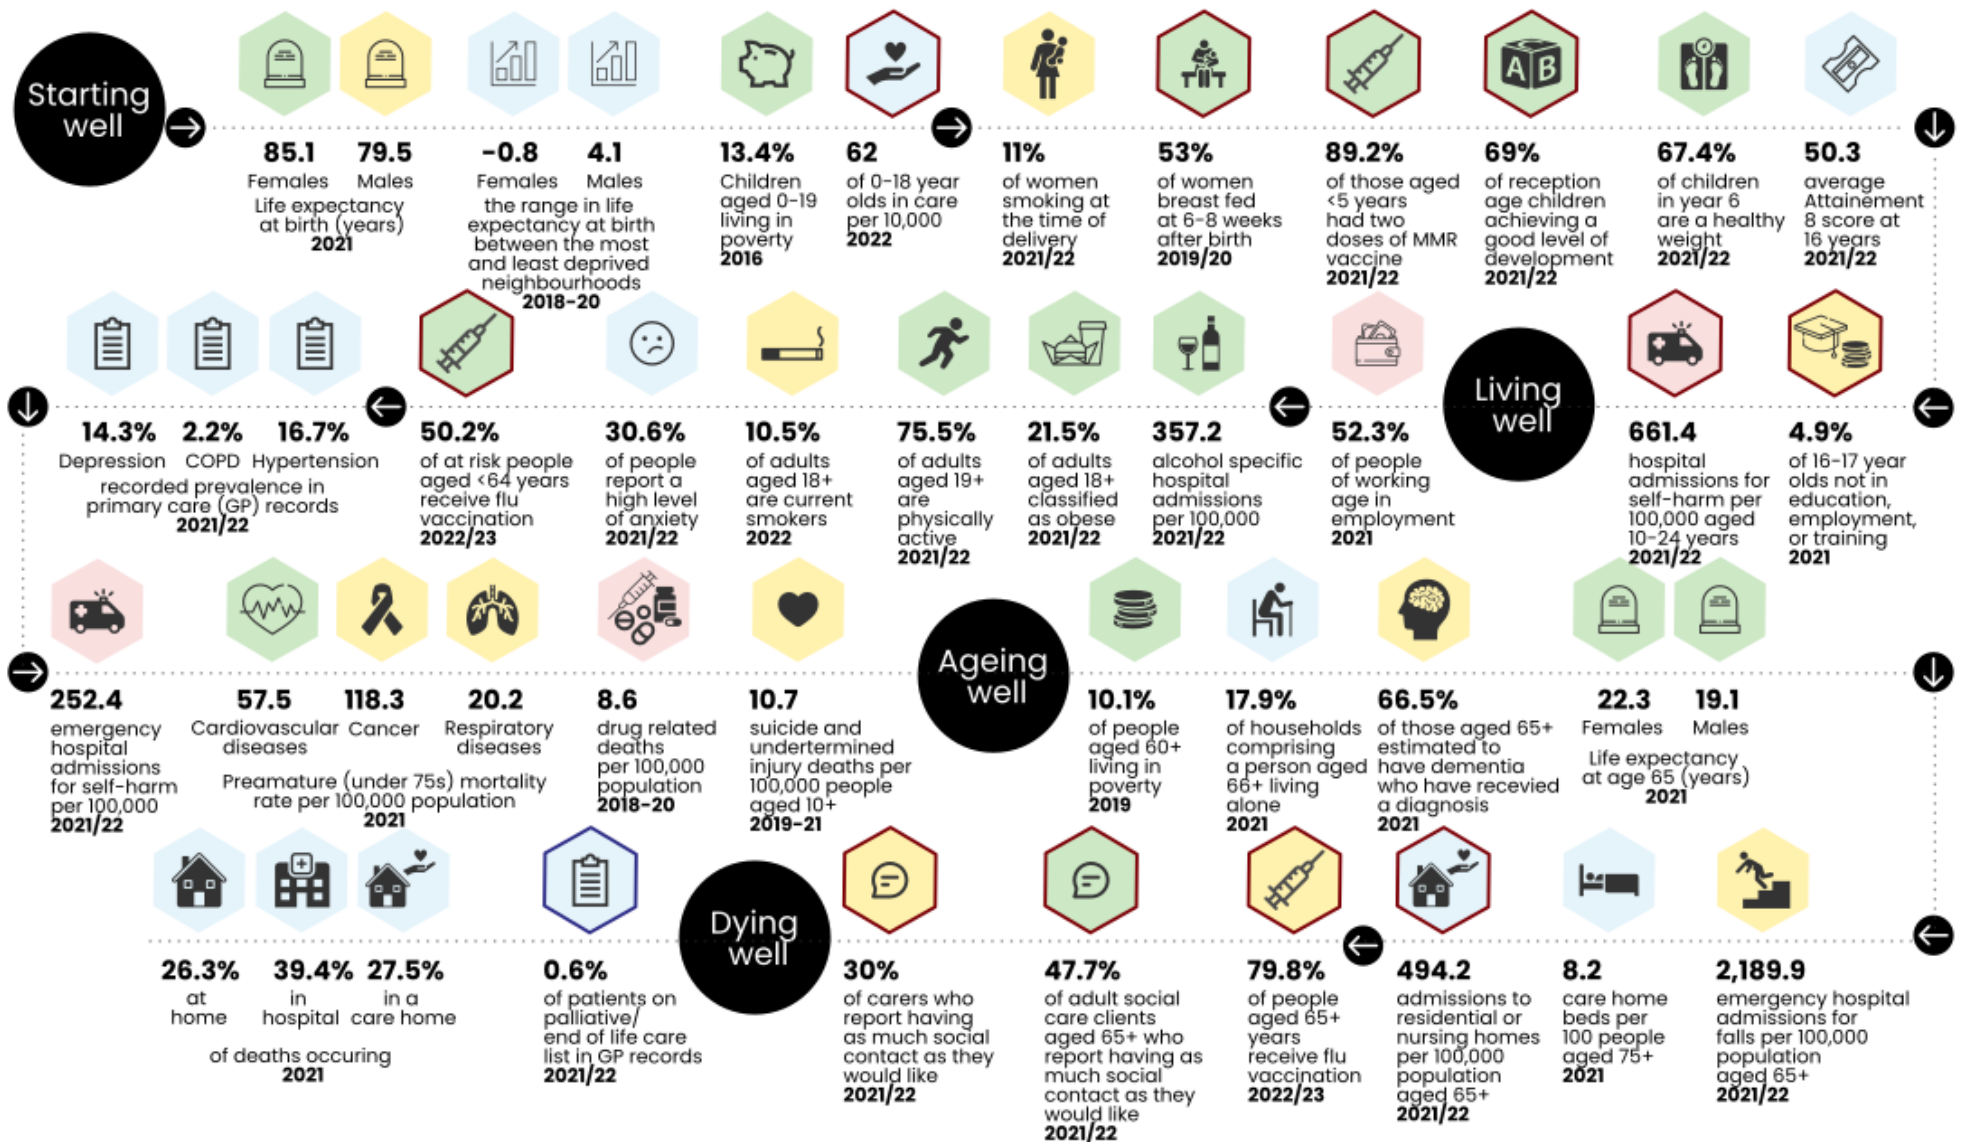 Starting
well
85.1
Females
79.5
Males
Life expectancy
at birth (years)
2021
-0.8
Females
4.1
Males
the range in life
expectancy at birth
between the most
and least deprived
neighbourhoods
2018-20
13.4%
Children
aged 0-19
living in
poverty
2016
62
of 0-18 year
olds in care
per 10,000
2022
11%
of women
smoking at
the time of
delivery
2021/22
53%
of women
breast fed
at 6-8 weeks
after birth
2019/20
89.2%
of those aged
<5 years
had two
doses of MMR
vaccine
2021/22
A B
69%
of reception
age children
achieving a
good level of
development
2021/22
67.4%
of children
in year 6
are a healthy
weight
2021/22
50.3
average
Attainement
8 score at
16 years
2021/22
4.9%
of 16-17 year
olds not in
education,
employment,
or training
2021
661.4
hospital
admissions for
self-harm per
100,000 aged
10-24 years
2021/22
Living
well
52.3%
of people
of working
age in
employment
2021
357.2
alcohol specific
hospital
admissions
per 100,000
2021/22
21.5%
of adults
aged 18+
classified
as obese
2021/22
75.5%
of adults
aged 19+
are
physically
active
2021/22
10.5%
of adults
aged 18+
are current
smokers
2022
30.6%
of people
report a
high level
of anxiety
2021/22
50.2%
of at risk people
aged <64 years
receive flu
vaccination
2022/23
14.3%
Depression
2.2%
COPD
16.7%
Hypertension
recorded prevalence in
primary care (GP) records
2021/22
252.4
emergency
hospital
admissions
for self-harm
per 100,000
2021/22
57.5
Cardiovascular
diseases
118.3
Cancer
20.2
Respiratory
diseases
Preamature (under 75s) mortality
rate per 100,000 population
2021
8.6
drug related
deaths
per 100,000
population
2018-20
10.7
suicide and
undertermined
injury deaths per
100,000 people
aged 10+
2019-21
Ageing
well
10.1%
of people
aged 60+
living in
poverty
2019
17.9%
of households
comprising
a person aged
66+ living
alone
2021
66.5%
of those aged 65+
estimated to
have dementia
who have recevied
a diagnosis
2021
22.3
Females
19.1
Males
Life expectancy
at age 65 (years)
2021
2,189.9
emergency hospital
admissions for
falls per 100,000
population
aged 65+
2021/22
8.2
care home
beds per
100 people
aged 75+
2021
494.2
admissions to
residential or
nursing homes
per 100,000
population
aged 65+
2021/22
79.8%
of people
aged 65+
years
receive flu
vaccination
2022/23
47.7%
of adult social
care clients
aged 65+ who
report having as
much social
contact as they
would like
2021/22
30%
of carers who
report having
as much social
contact as they
would like
2021/22
Dying
well
0.6%
of patients on
palliative/
end of life care
list in GP records
2021/22
26.3%
at
home
39.4%
in
hospital
27.5%
in a
care home
of deaths occuring
2021